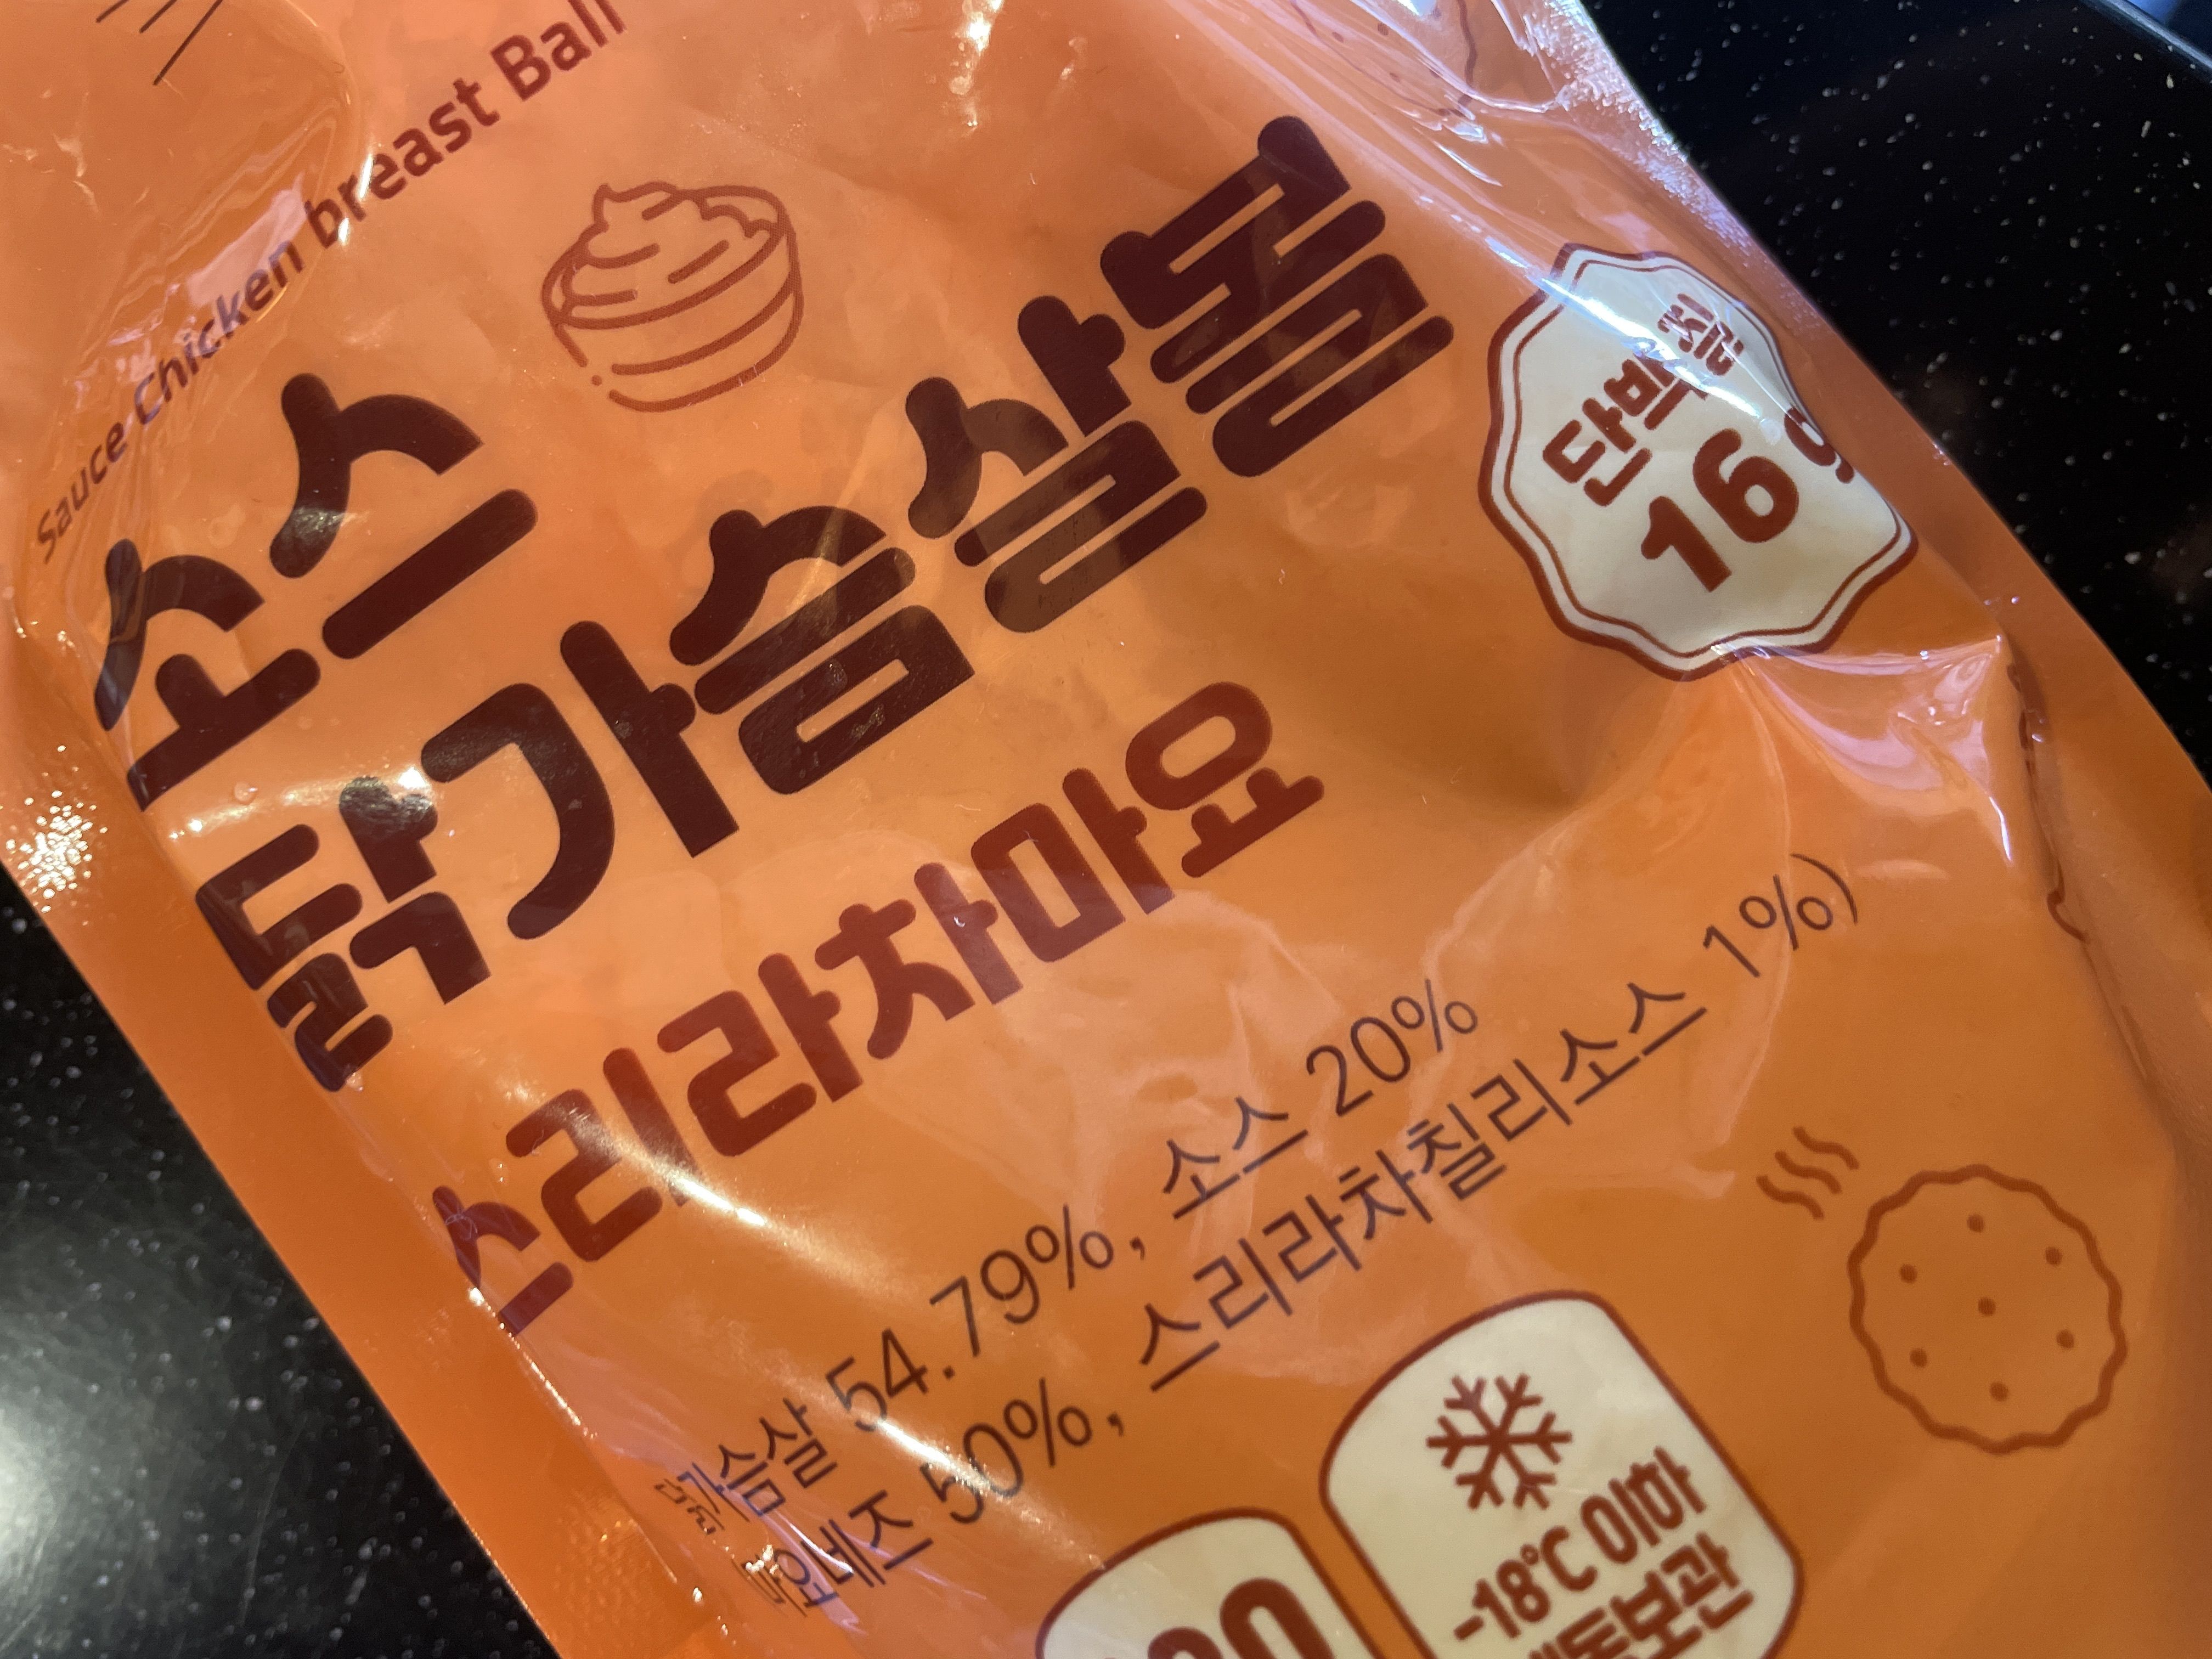 Sauce Chicken breast Ball
소스
닭가슴살볼
스리라차마요
단백질
16 g
닭가슴살 54.79%, 소스 20%
마요네즈 50%, 스리라차칠리소스 1%)
-18℃ 이하
냉동보관